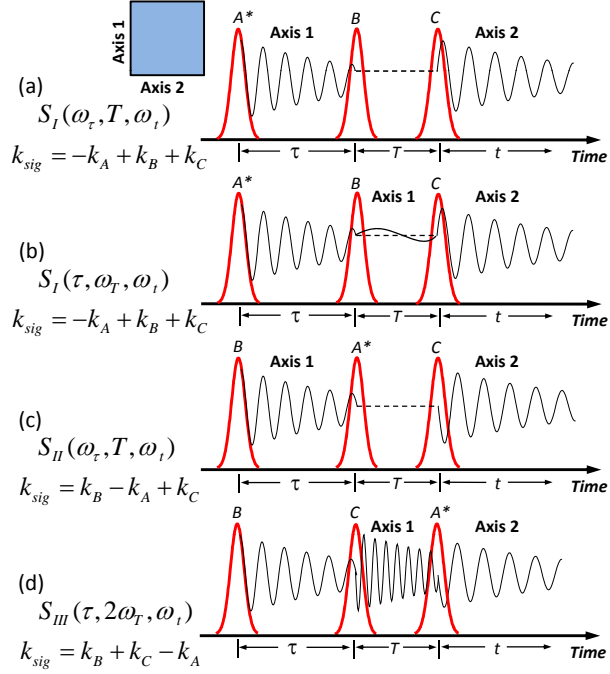 Axis 1
Axis 2
(a)
S_I(ω_τ,T,ω_t)
k_sig = −k_A + k_B + k_C
A* Axis 1 B C Axis 2
τ T t Time
(b)
S_I(τ,ω_T,ω_t)
k_sig = −k_A + k_B + k_C
A* B Axis 1 C Axis 2
τ T t Time
(c)
S_II(ω_τ,T,ω_t)
k_sig = k_B − k_A + k_C
B Axis 1 A* C Axis 2
τ T t Time
(d)
S_III(τ,2ω_T,ω_t)
k_sig = k_B + k_C − k_A
B C Axis 1 A* Axis 2
τ T t Time